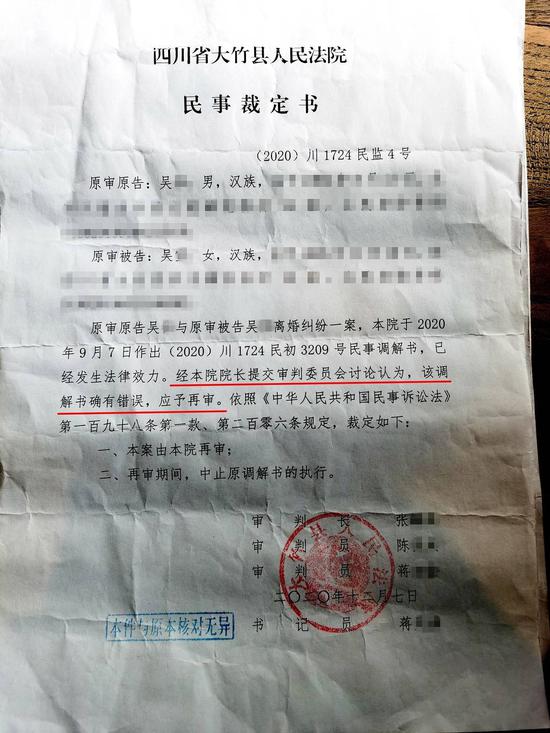 四川省大竹县人民法院
民事裁定书
（2020）川1724民监4号
原审原告：吴 男，汉族，
原审被告：吴 女，汉族，
原审原告吴 与原审被告吴 离婚纠纷一案，本院于2020
年9月7日作出（2020）川1724民初3209号民事调解书，已
经发生法律效力。经本院院长提交审判委员会讨论认为，该调
解书确有错误，应予再审。依照《中华人民共和国民事诉讼法》
第一百九十八条第一款、第二百零六条规定，裁定如下：
一、本案由本院再审；
二、再审期间，中止原调解书的执行。
审判长 张
审判员 陈
审判员 蒋
二〇二〇年十二月七日
本件与原本核对无异
书记员 蒋